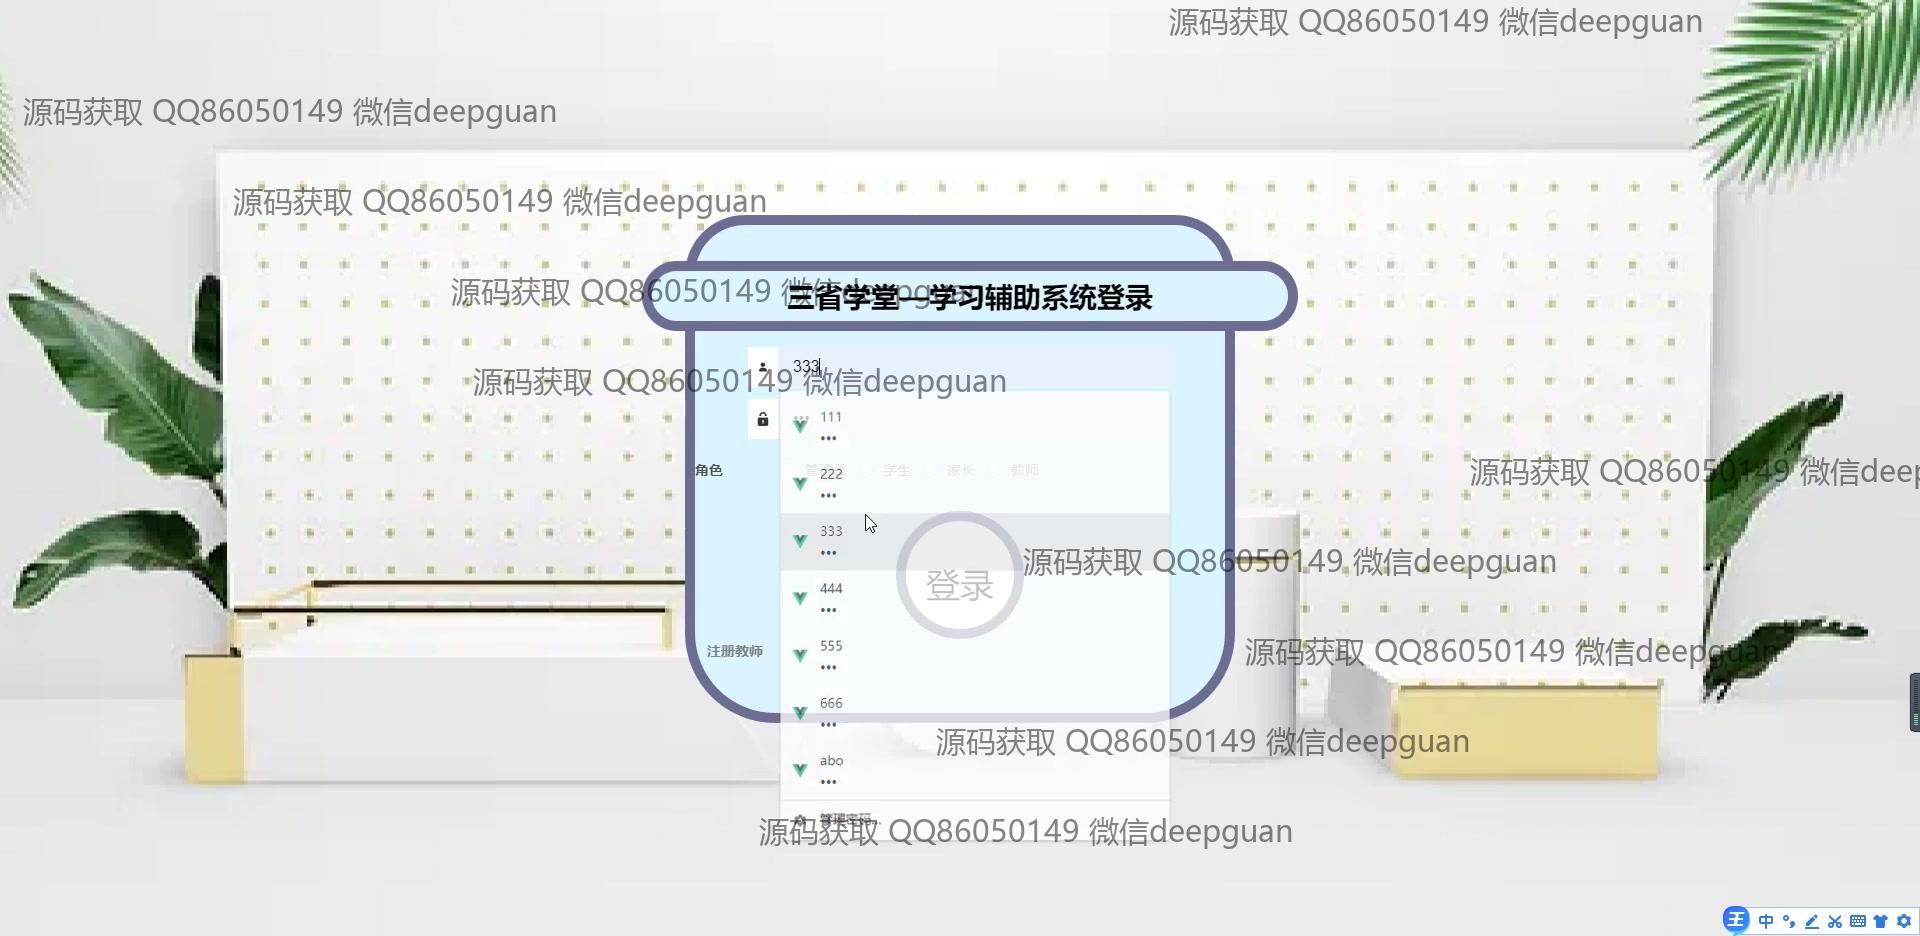 源码获取 QQ86050149 微信deepguan
源码获取 QQ86050149 微信deepguan
源码获取 QQ86050149 微信deepguan
源码获取 QQ86050149 微信deepguan
三省学堂—学习辅助系统登录
333
源码获取 QQ86050149 微信deepguan
111
•••
角色
学生
家长
教师
源码获取 QQ86050149 微信deep
222
•••
333
•••
源码获取 QQ86050149 微信deepguan
登录
444
•••
555
•••
注册教师
源码获取 QQ86050149 微信deepguan
666
•••
源码获取 QQ86050149 微信deepguan
abo
•••
管理密码...
源码获取 QQ86050149 微信deepguan
王 中